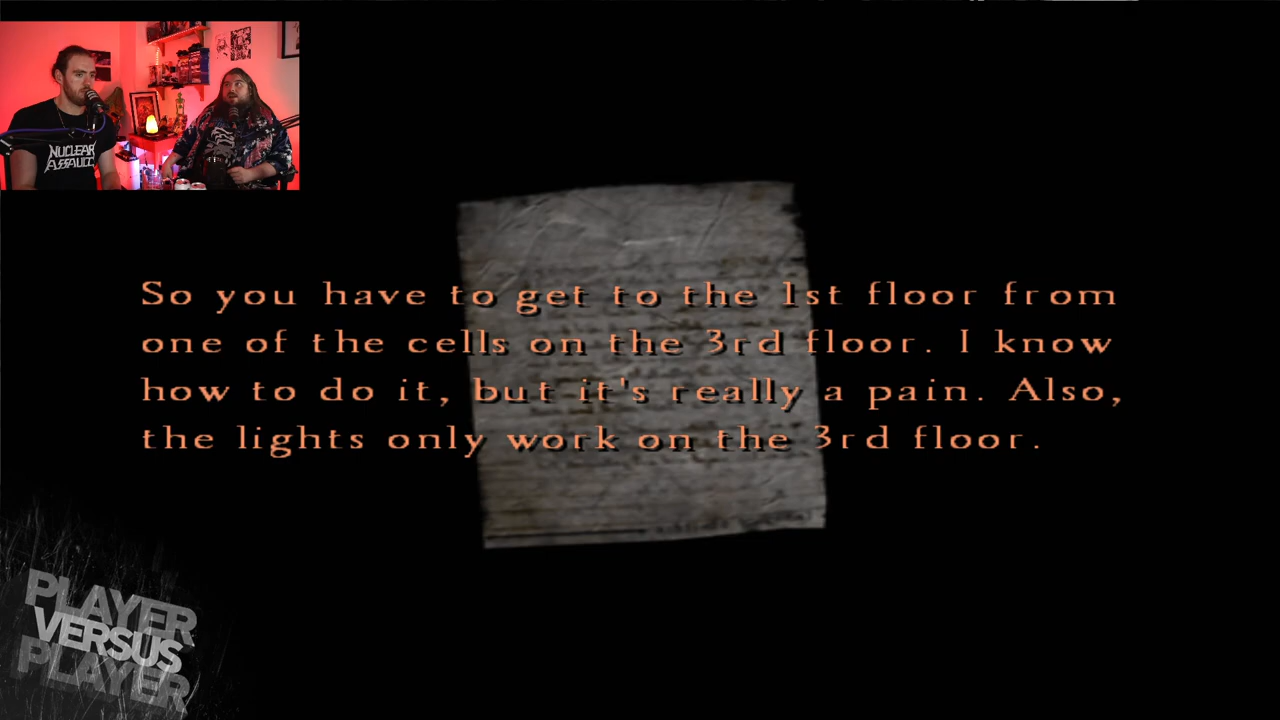 NUCLEAR
ASSAULT
So you have to get to the 1st floor from
one of the cells on the 3rd floor. I know
how to do it, but it's really a pain. Also,
the lights only work on the 3rd floor.
PLAYER
VERSUS
PLAYER